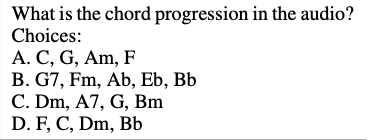 What is the chord progression in the audio?
Choices:
A. C, G, Am, F
B. G7, Fm, Ab, Eb, Bb
C. Dm, A7, G, Bm
D. F, C, Dm, Bb